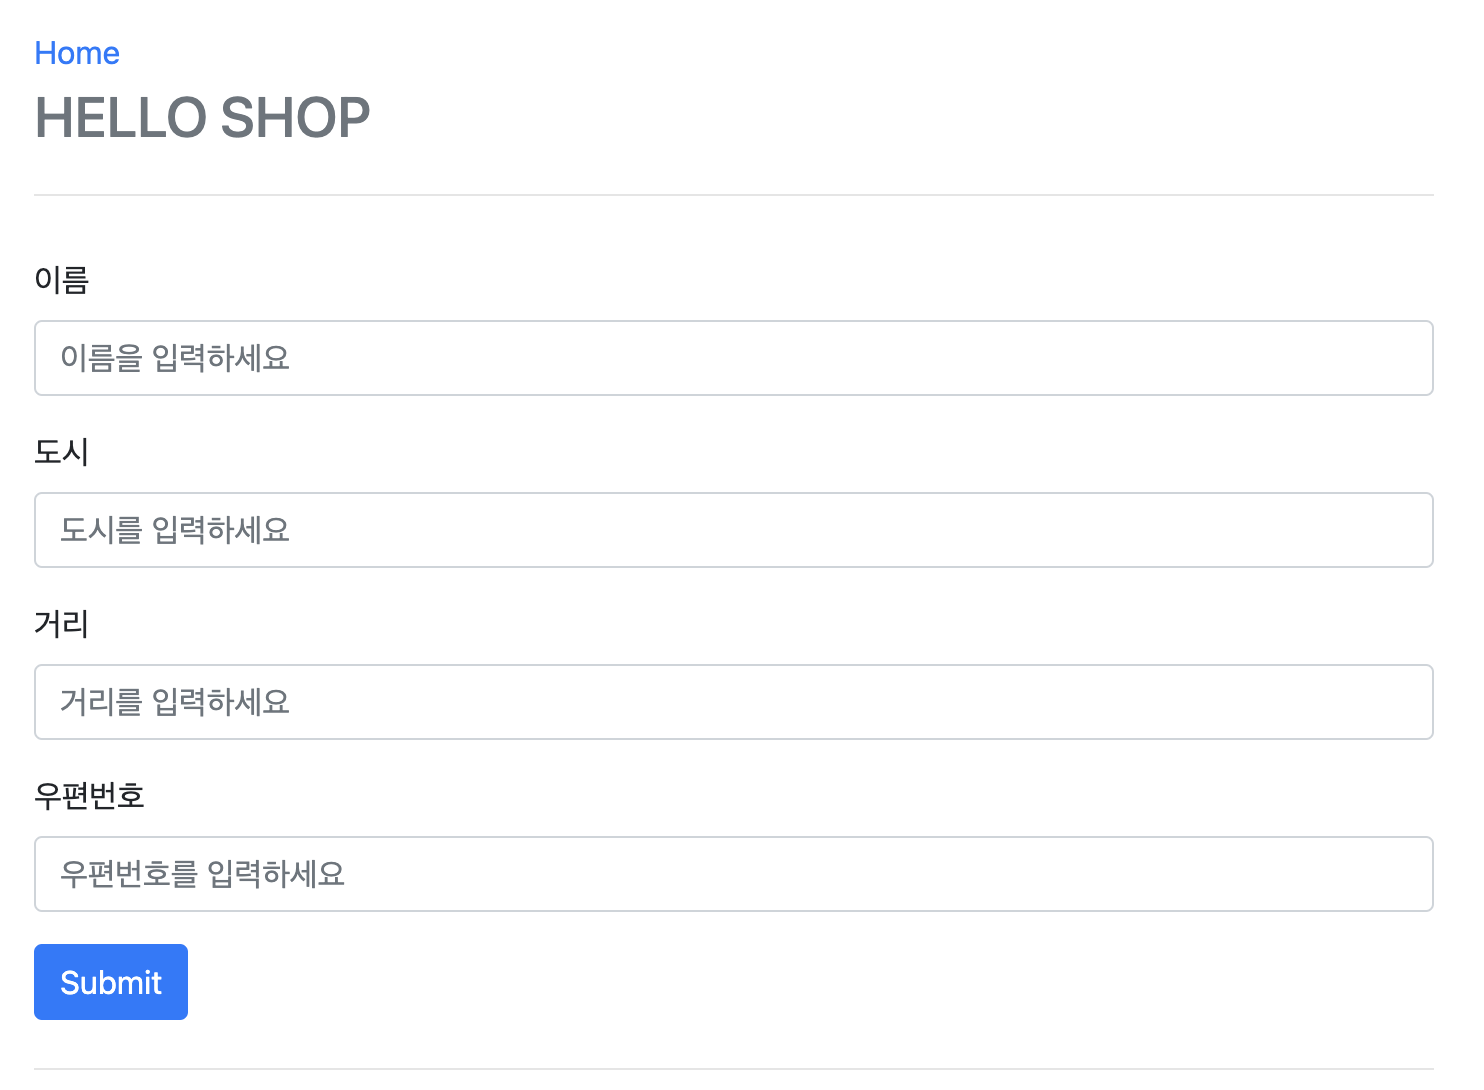 Home
HELLO SHOP
이름
이름을 입력하세요
도시
도시를 입력하세요
거리
거리를 입력하세요
우편번호
우편번호를 입력하세요
Submit